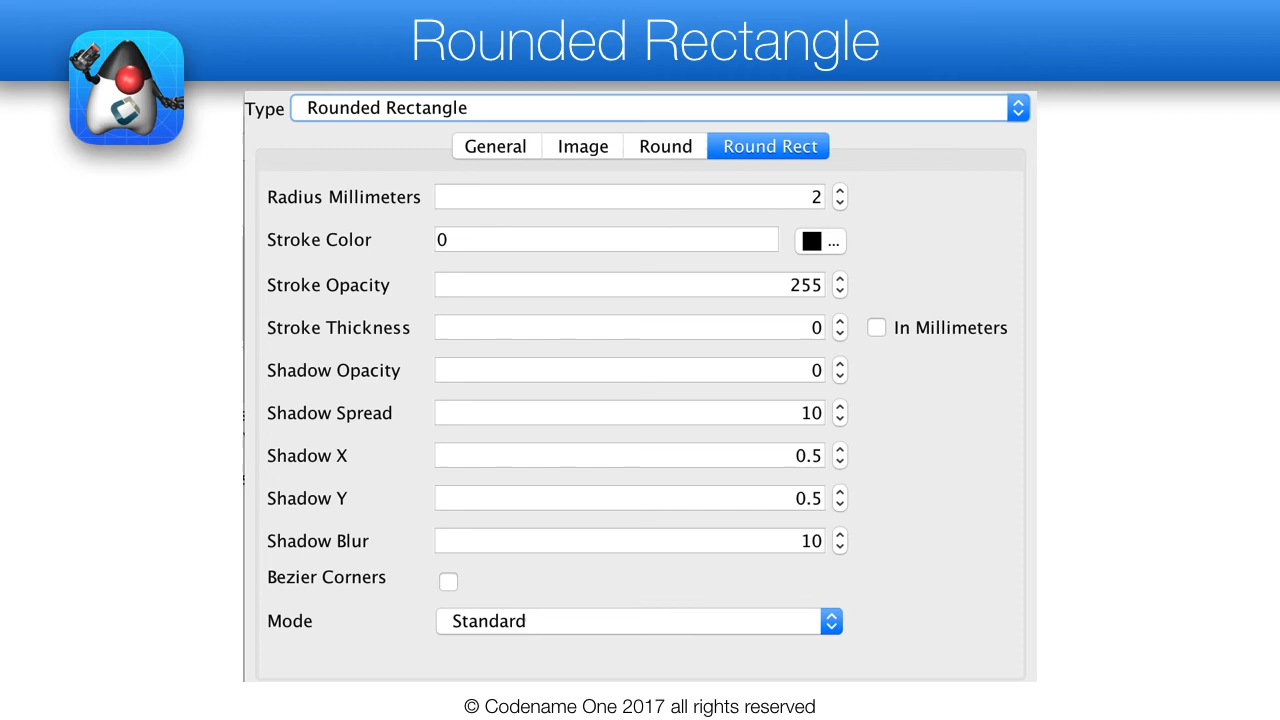 Rounded Rectangle
Type Rounded Rectangle
General Image Round Round Rect
Radius Millimeters 2
Stroke Color 0 ...
Stroke Opacity 255
Stroke Thickness 0 In Millimeters
Shadow Opacity 0
Shadow Spread 10
Shadow X 0.5
Shadow Y 0.5
Shadow Blur 10
Bezier Corners
Mode Standard
© Codename One 2017 all rights reserved